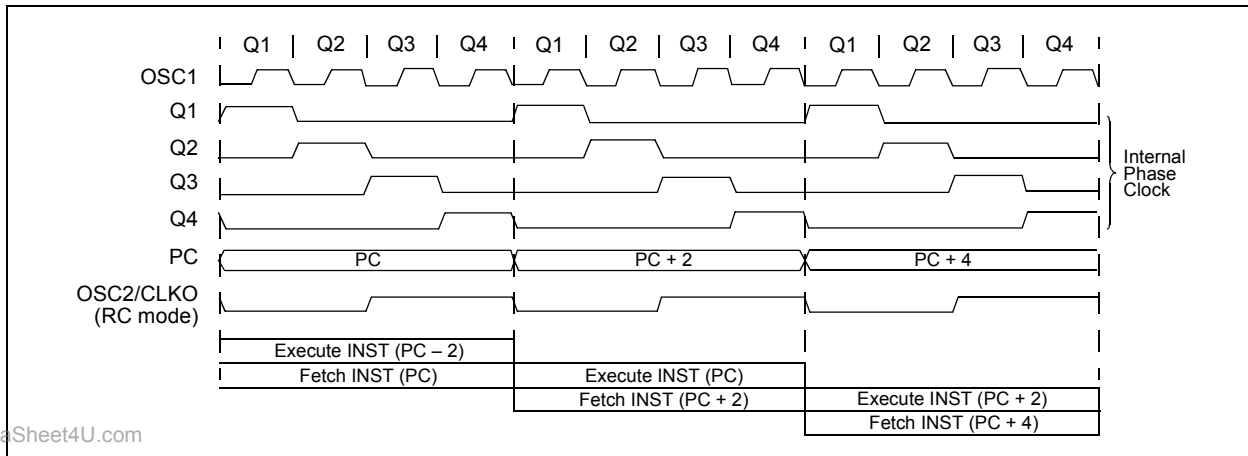 Q1 Q2 Q3 Q4 Q1 Q2 Q3 Q4 Q1 Q2 Q3 Q4
OSC1
Q1
Q2
Q3
Q4
Internal
Phase
Clock
PC PC PC + 2 PC + 4
OSC2/CLKO
(RC mode)
Execute INST (PC – 2)
Fetch INST (PC) Execute INST (PC)
Fetch INST (PC + 2) Execute INST (PC + 2)
Fetch INST (PC + 4)
aSheet4U.com